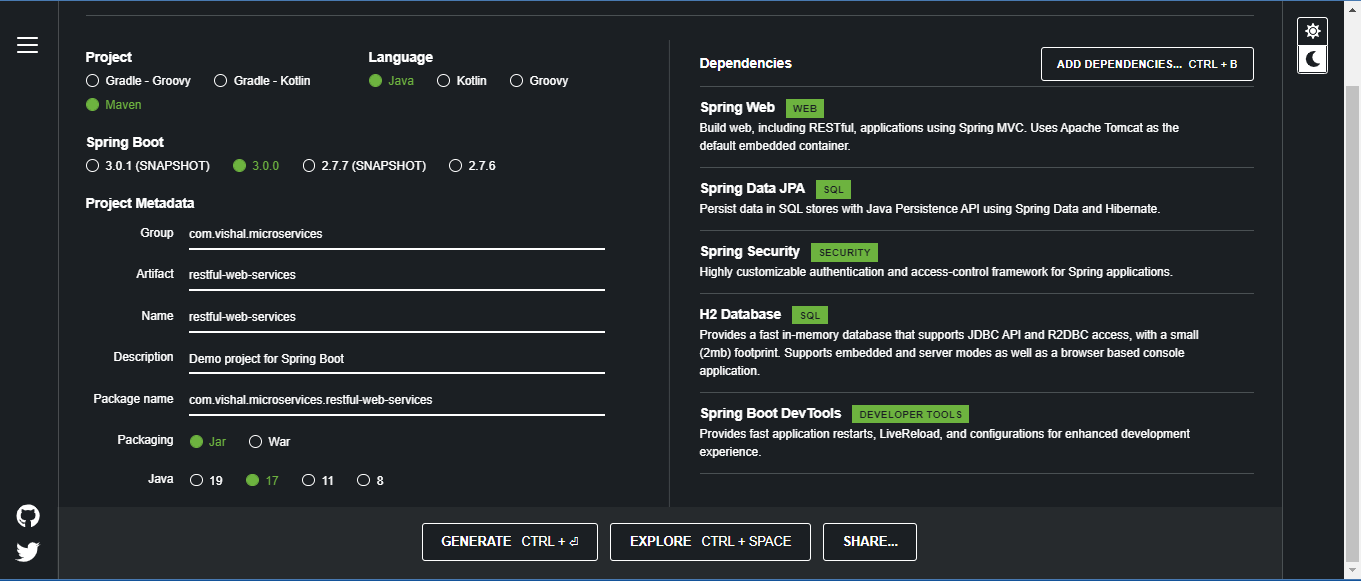 Project
Gradle - Groovy Gradle - Kotlin
Maven
Language
Java Kotlin Groovy
Spring Boot
3.0.1 (SNAPSHOT) 3.0.0 2.7.7 (SNAPSHOT) 2.7.6
Project Metadata
Group com.vishal.microservices
Artifact restful-web-services
Name restful-web-services
Description Demo project for Spring Boot
Package name com.vishal.microservices.restful-web-services
Packaging Jar War
Java 19 17 11 8
Dependencies ADD DEPENDENCIES... CTRL + B
Spring Web WEB
Build web, including RESTful, applications using Spring MVC. Uses Apache Tomcat as the
default embedded container.
Spring Data JPA SQL
Persist data in SQL stores with Java Persistence API using Spring Data and Hibernate.
Spring Security SECURITY
Highly customizable authentication and access-control framework for Spring applications.
H2 Database SQL
Provides a fast in-memory database that supports JDBC API and R2DBC access, with a small
(2mb) footprint. Supports embedded and server modes as well as a browser based console
application.
Spring Boot DevTools DEVELOPER TOOLS
Provides fast application restarts, LiveReload, and configurations for enhanced development
experience.
GENERATE CTRL + ⏎ EXPLORE CTRL + SPACE SHARE...